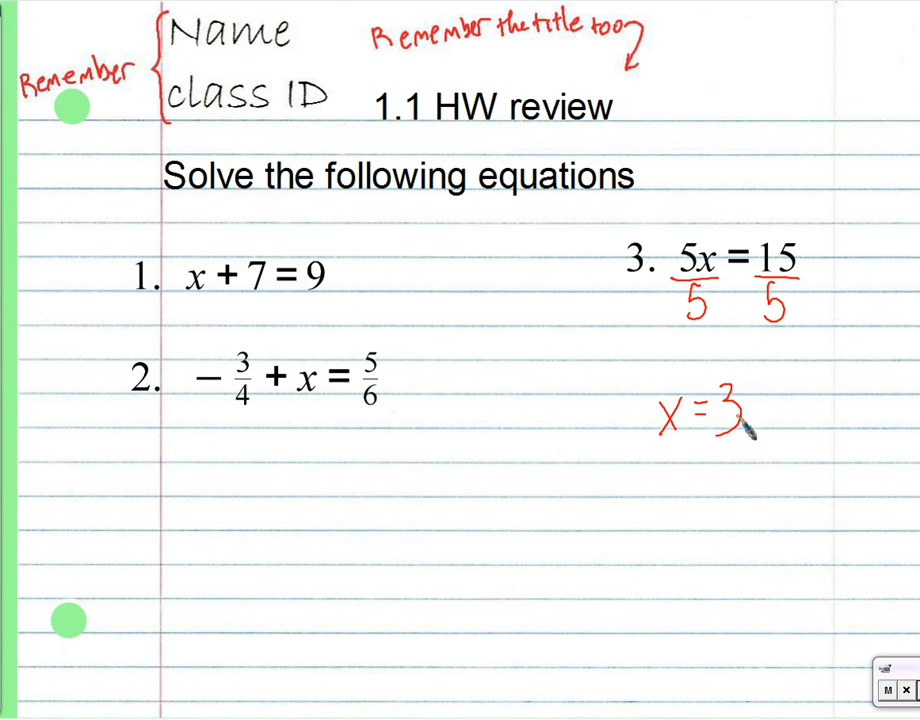 Remember
Name
class ID
Remember the title too
1.1 HW review
Solve the following equations
1. x + 7 = 9
2. − 3/4 + x = 5/6
3. 5x = 15
5 5
x = 3
M ×